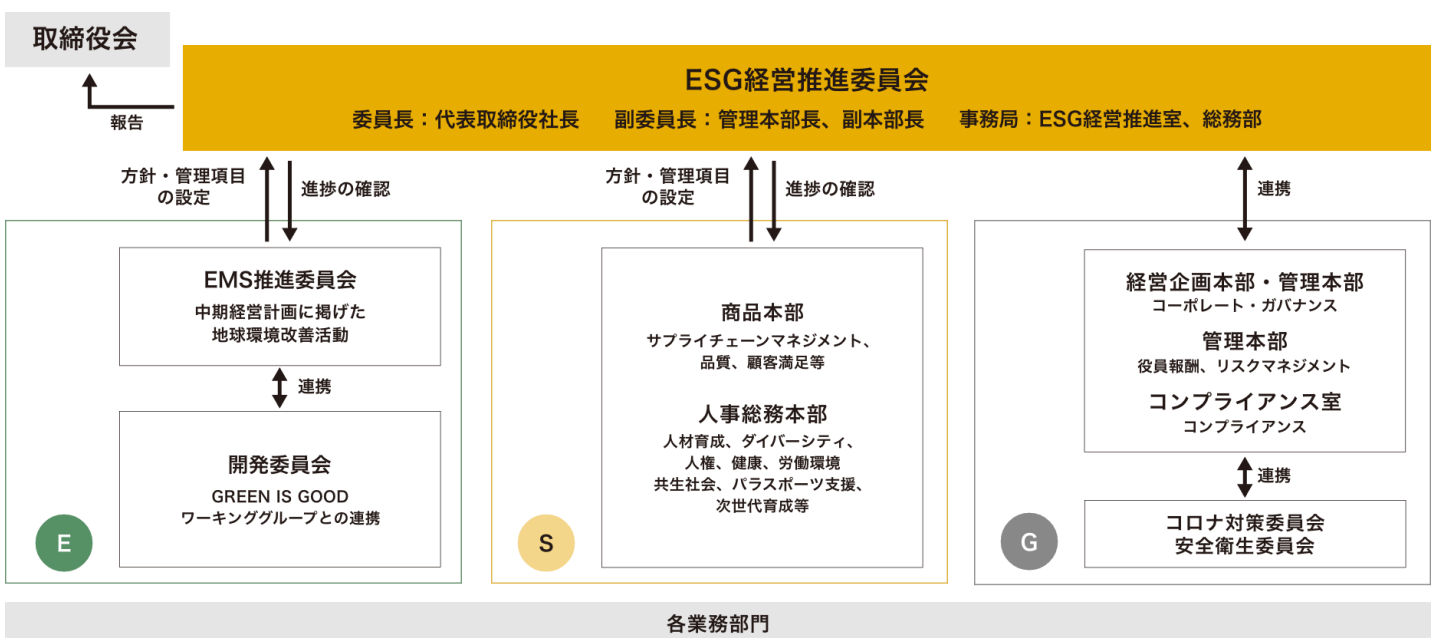 取締役会
報告
ESG経営推進委員会
委員長：代表取締役社長　副委員長：管理本部長、副本部長　事務局：ESG経営推進室、総務部
方針・管理項目
の設定
進捗の確認
EMS推進委員会
中期経営計画に掲げた
地球環境改善活動
連携
開発委員会
GREEN IS GOOD
ワーキンググループとの連携
E
方針・管理項目
の設定
進捗の確認
商品本部
サプライチェーンマネジメント、
品質、顧客満足等
人事総務本部
人材育成、ダイバーシティ、
人権、健康、労働環境
共生社会、パラスポーツ支援、
次世代育成等
S
連携
経営企画本部・管理本部
コーポレート・ガバナンス
管理本部
役員報酬、リスクマネジメント
コンプライアンス室
コンプライアンス
連携
コロナ対策委員会
安全衛生委員会
G
各業務部門